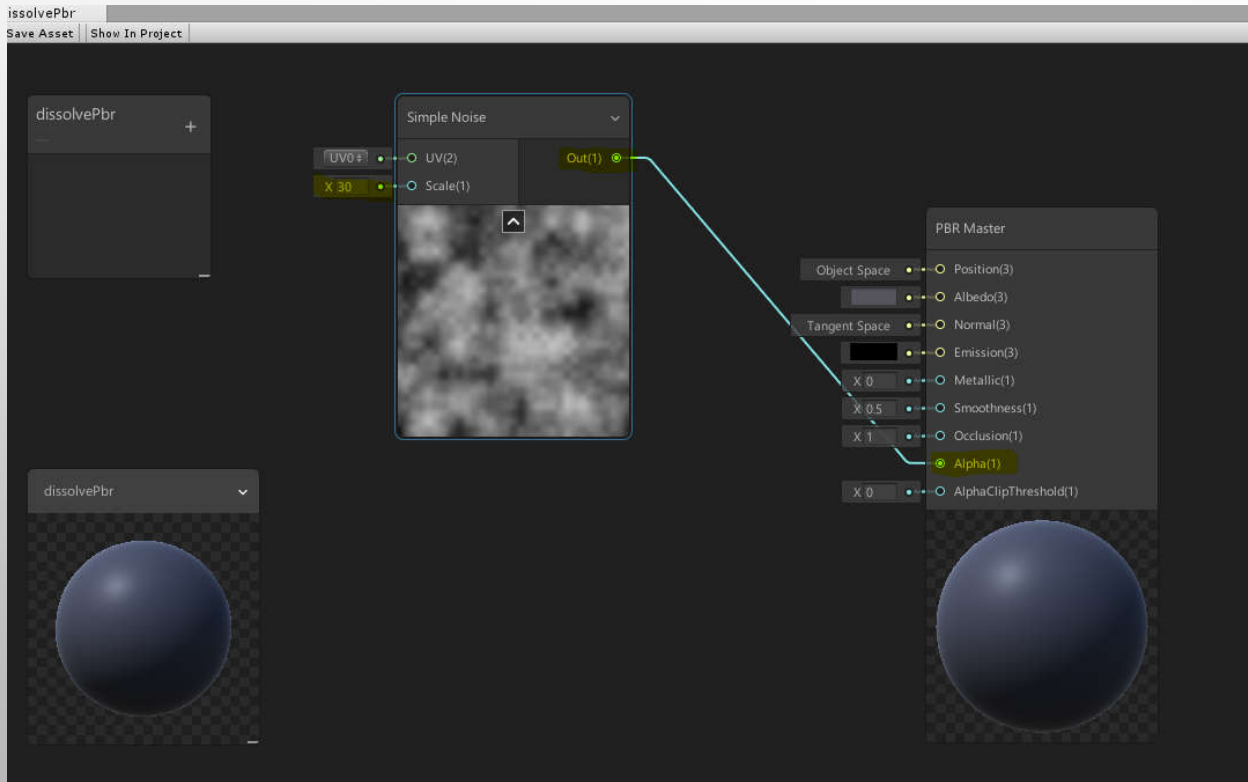 issolvePbr
Save Asset Show In Project
dissolvePbr +
Simple Noise
UV0 UV(2) Out(1)
X 30 Scale(1)
PBR Master
Object Space Position(3)
Albedo(3)
Tangent Space Normal(3)
Emission(3)
X 0 Metallic(1)
X 0.5 Smoothness(1)
X 1 Occlusion(1)
Alpha(1)
X 0 AlphaClipThreshold(1)
dissolvePbr